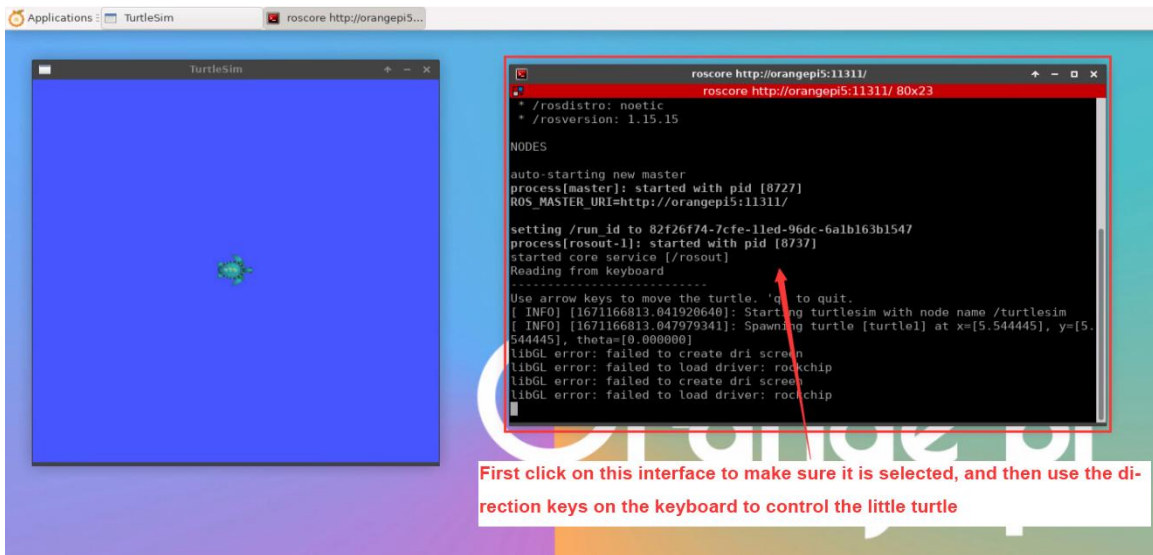 Applications TurtleSim roscore http://orangepi5...
TurtleSim
roscore http://orangepi5:11311/
roscore http://orangepi5:11311/ 80x23
* /rosdistro: noetic
* /rosversion: 1.15.15
NODES
auto-starting new master
process[master]: started with pid [8727]
ROS_MASTER_URI=http://orangepi5:11311/
setting /run_id to 82f26f74-7cfe-11ed-96dc-6a1b163b1547
process[rosout-1]: started with pid [8737]
started core service [/rosout]
Reading from keyboard
---------------------------
Use arrow keys to move the turtle. 'q' to quit.
[ INFO] [1671166813.041920640]: Starting turtlesim with node name /turtlesim
[ INFO] [1671166813.047979341]: Spawning turtle [turtle1] at x=[5.544445], y=[5.
544445], theta=[0.000000]
libGL error: failed to create dri screen
libGL error: failed to load driver: rockchip
libGL error: failed to create dri screen
libGL error: failed to load driver: rockchip
Orange pi
First click on this interface to make sure it is selected, and then use the di-
rection keys on the keyboard to control the little turtle